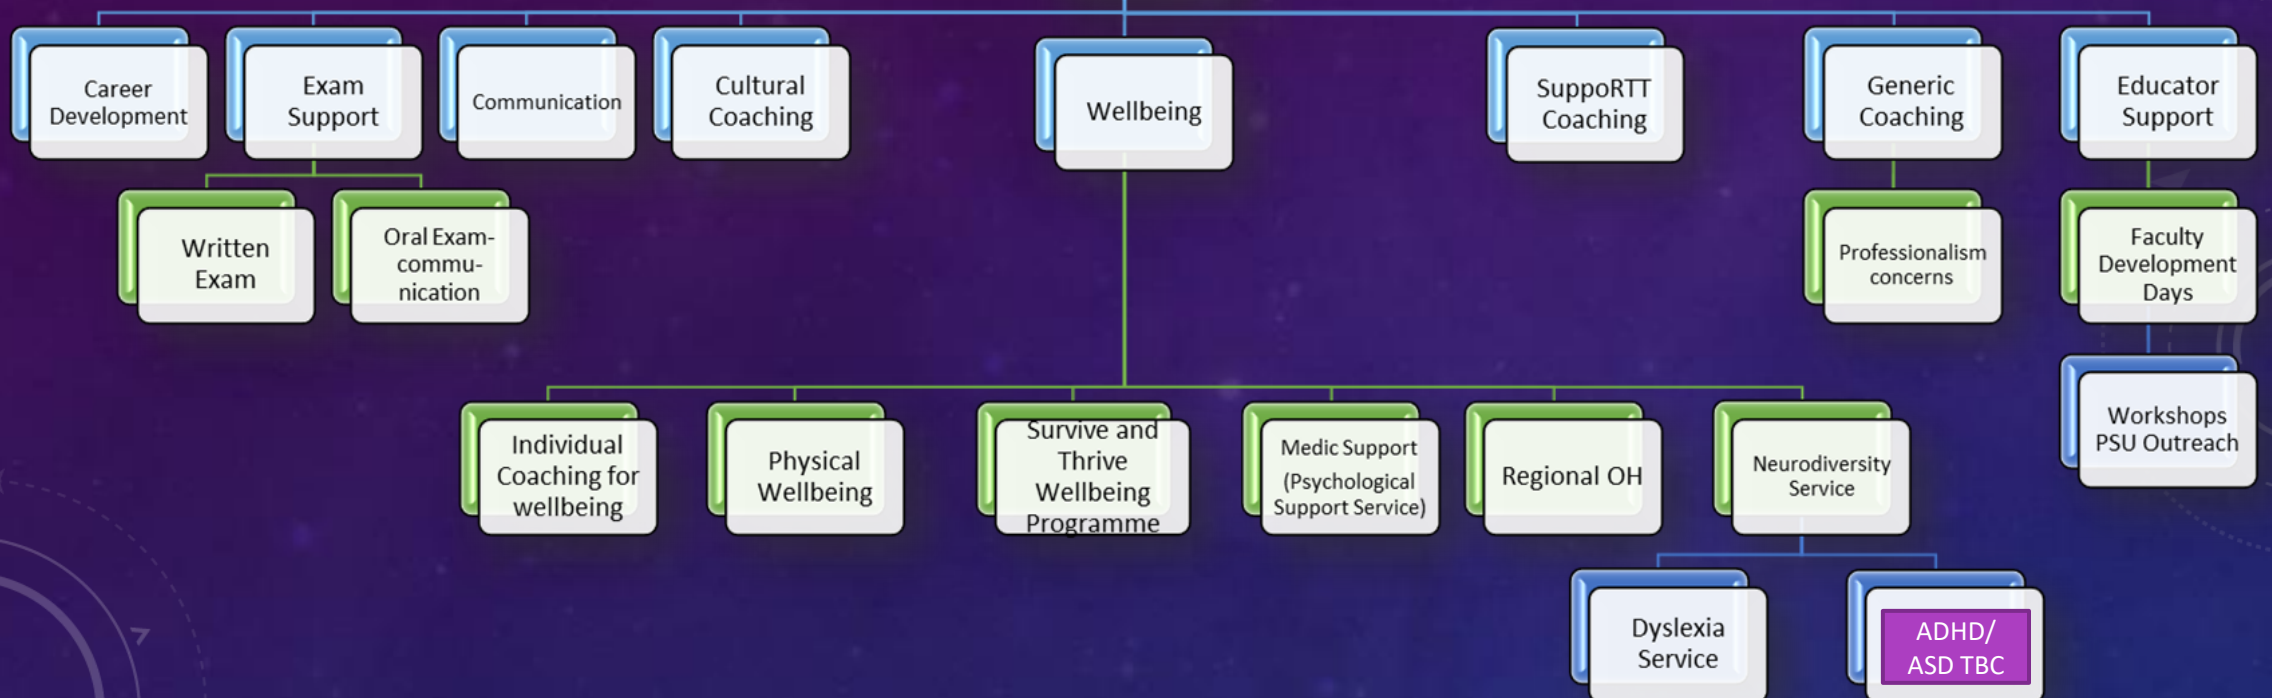 Career
Development
Exam
Support
Communication
Cultural
Coaching
Wellbeing
SuppoRTT
Coaching
Generic
Coaching
Educator
Support
Written
Exam
Oral Exam-
commu-
nication
Professionalism
concerns
Faculty
Development
Days
Individual
Coaching for
wellbeing
Physical
Wellbeing
Survive and
Thrive
Wellbeing
Programme
Medic Support
(Psychological
Support Service)
Regional OH
Neurodiversity
Service
Workshops
PSU Outreach
Dyslexia
Service
ADHD/
ASD TBC